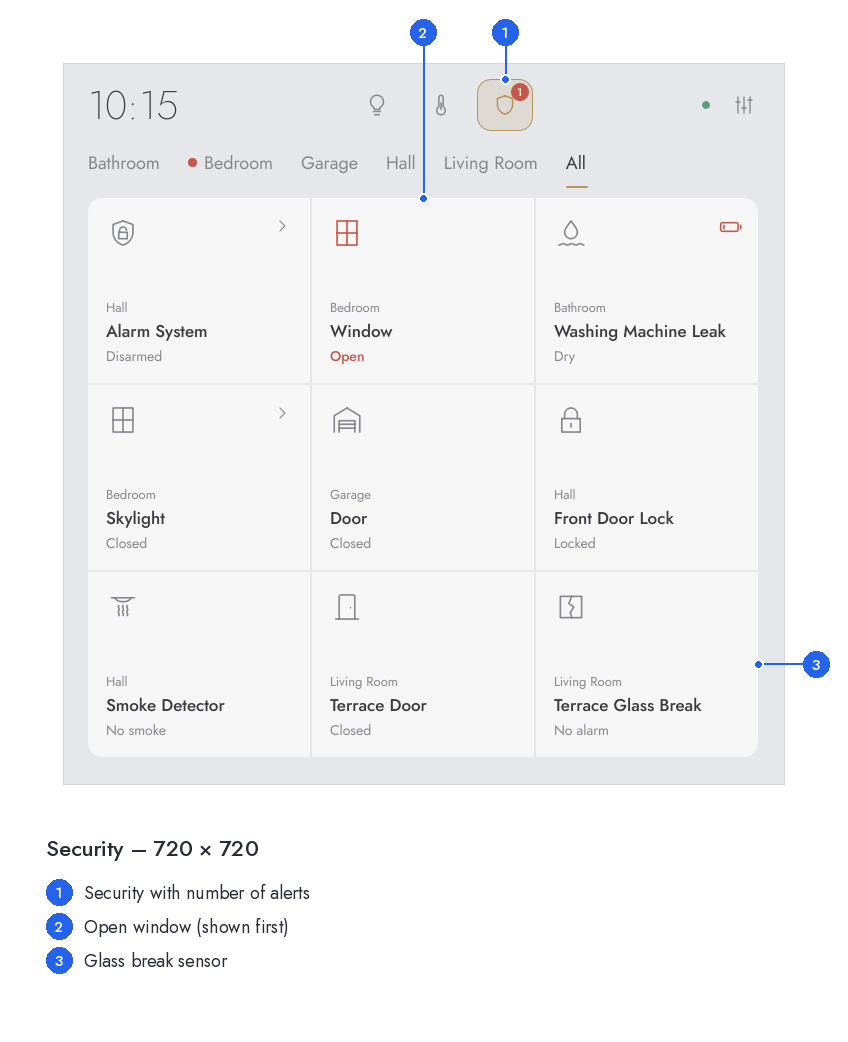 2 1
10:15 1
Bathroom Bedroom Garage Hall Living Room All
Hall
Alarm System
Disarmed
Bedroom
Window
Open
Bathroom
Washing Machine Leak
Dry
Bedroom
Skylight
Closed
Garage
Door
Closed
Hall
Front Door Lock
Locked
Hall
Smoke Detector
No smoke
Living Room
Terrace Door
Closed
Living Room
Terrace Glass Break
No alarm
3
Security – 720 × 720
1 Security with number of alerts
2 Open window (shown first)
3 Glass break sensor